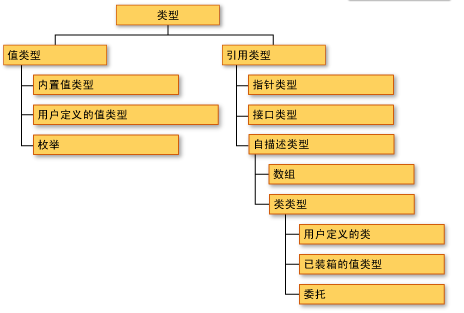 类型
值类型
引用类型
内置值类型
指针类型
用户定义的值类型
接口类型
枚举
自描述类型
数组
类类型
用户定义的类
已装箱的值类型
委托